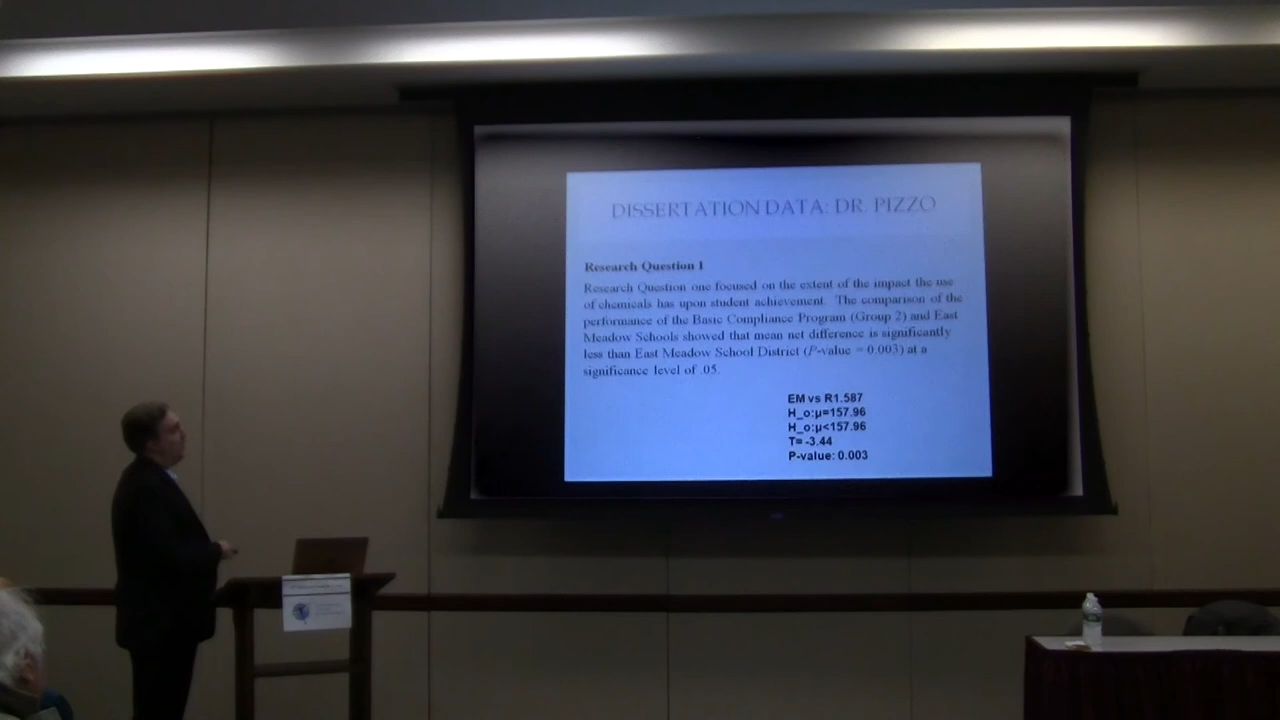 DISSERTATION DATA: DR. PIZZO
Research Question 1
Research Question one focused on the extent of the impact the use
of chemicals has upon student achievement. The comparison of the
performance of the Basic Compliance Program (Group 2) and East
Meadow Schools showed that mean net difference is significantly
less than East Meadow School District (P-value = 0.003) at a
significance level of .05.
EM vs R1.587
H_o:µ=157.96
H_o:µ<157.96
T= -3.44
P-value: 0.003